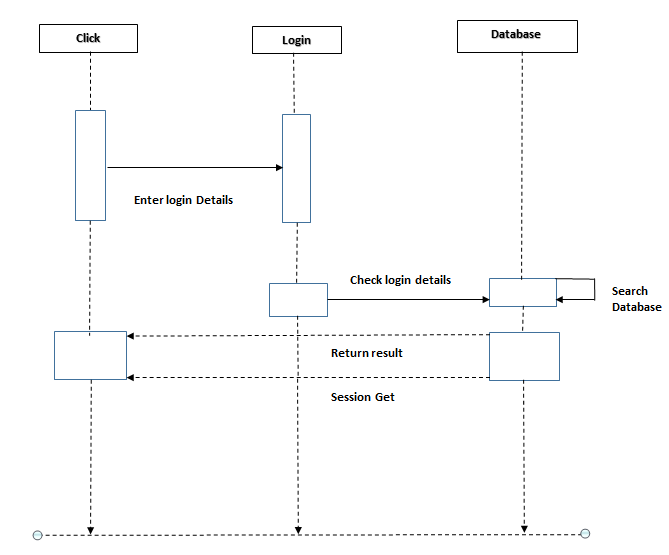 Click
Login
Database
Enter login Details
Check login details
Search
Database
Return result
Session Get